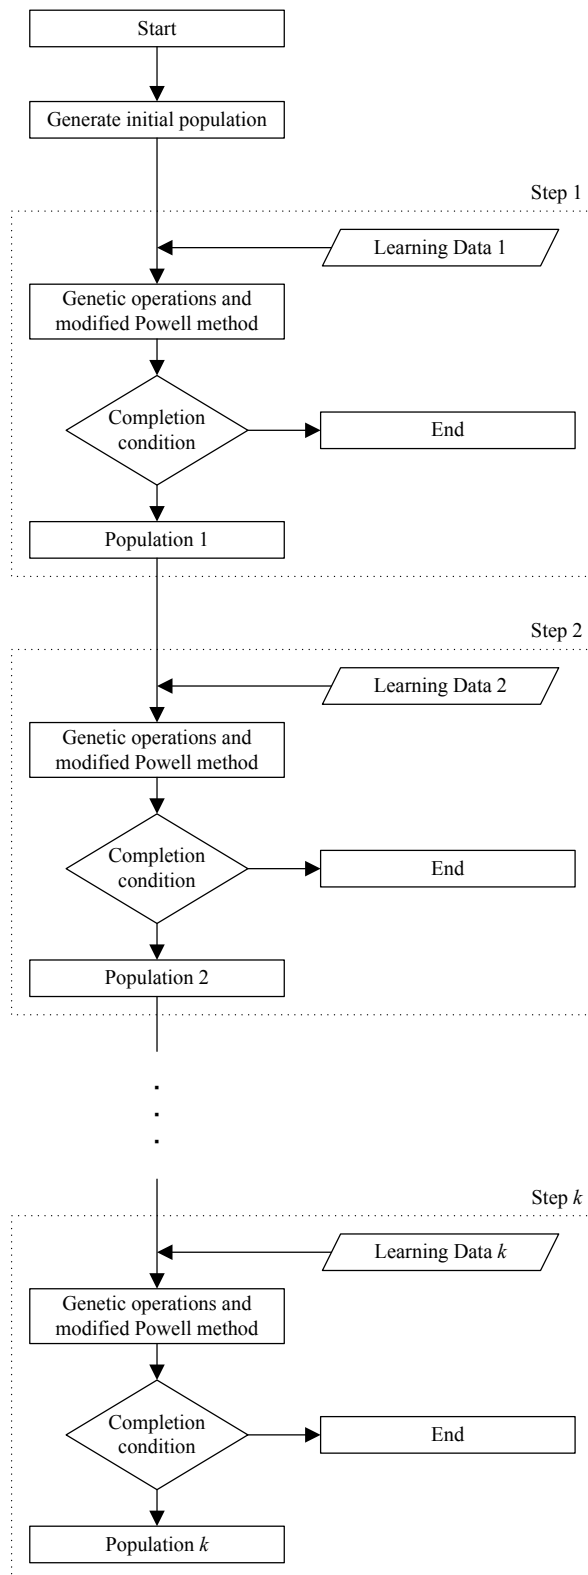 Start
Generate initial population
Step 1
Learning Data 1
Genetic operations and
modified Powell method
Completion
condition
End
Population 1
Step 2
Learning Data 2
Genetic operations and
modified Powell method
Completion
condition
End
Population 2
Step k
Learning Data k
Genetic operations and
modified Powell method
Completion
condition
End
Population k